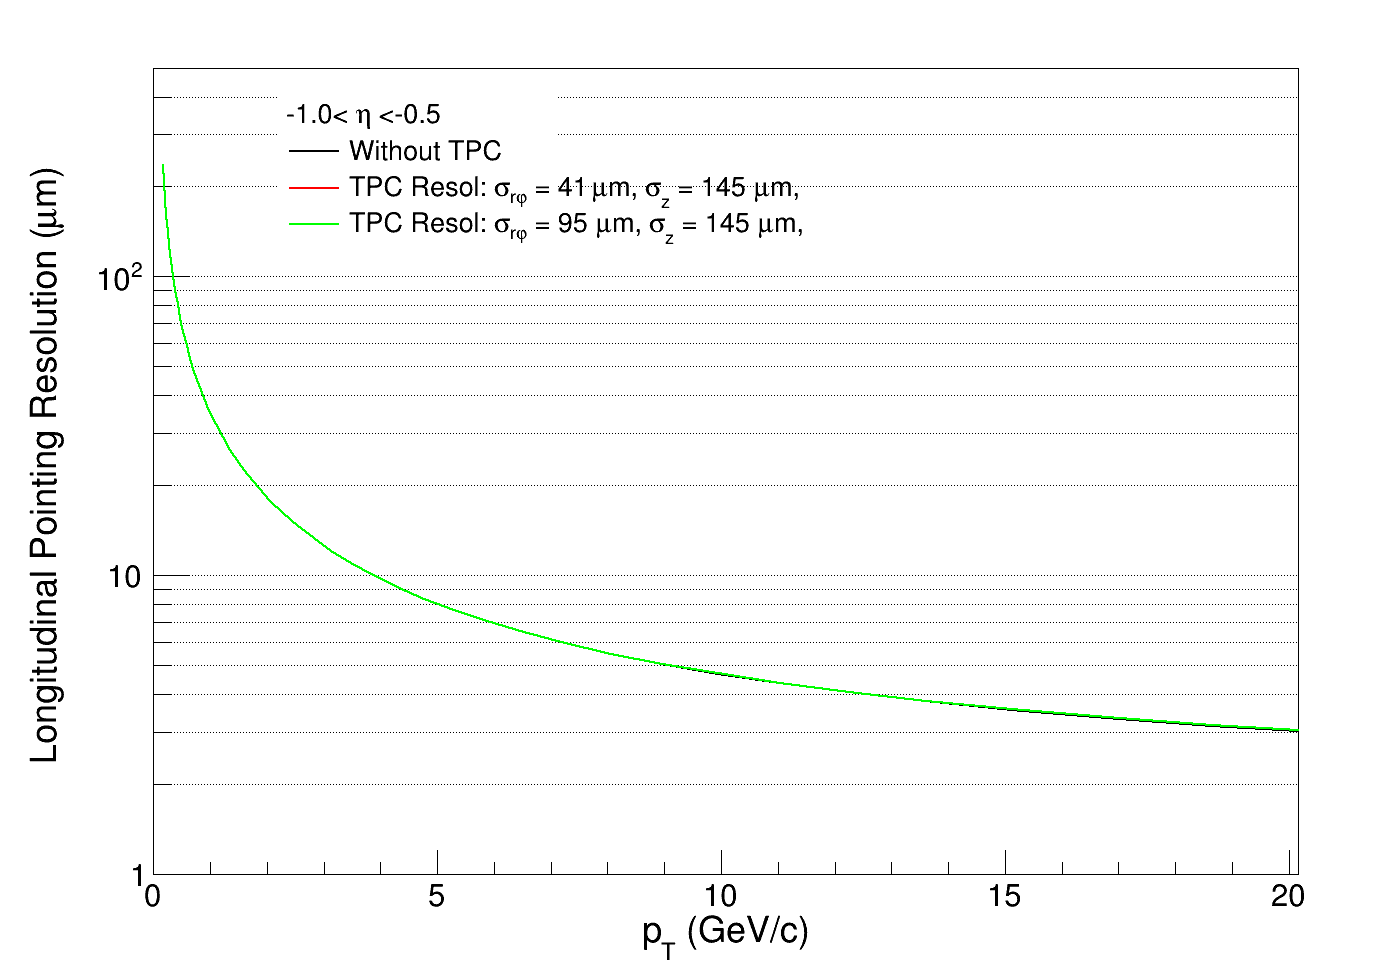 -1.0< η <-0.5
Without TPC
TPC Resol: σrφ = 41 μm, σz = 145 μm,
TPC Resol: σrφ = 95 μm, σz = 145 μm,
Longitudinal Pointing Resolution (μm)
10²
10
1
0 5 10 15 20
pT (GeV/c)